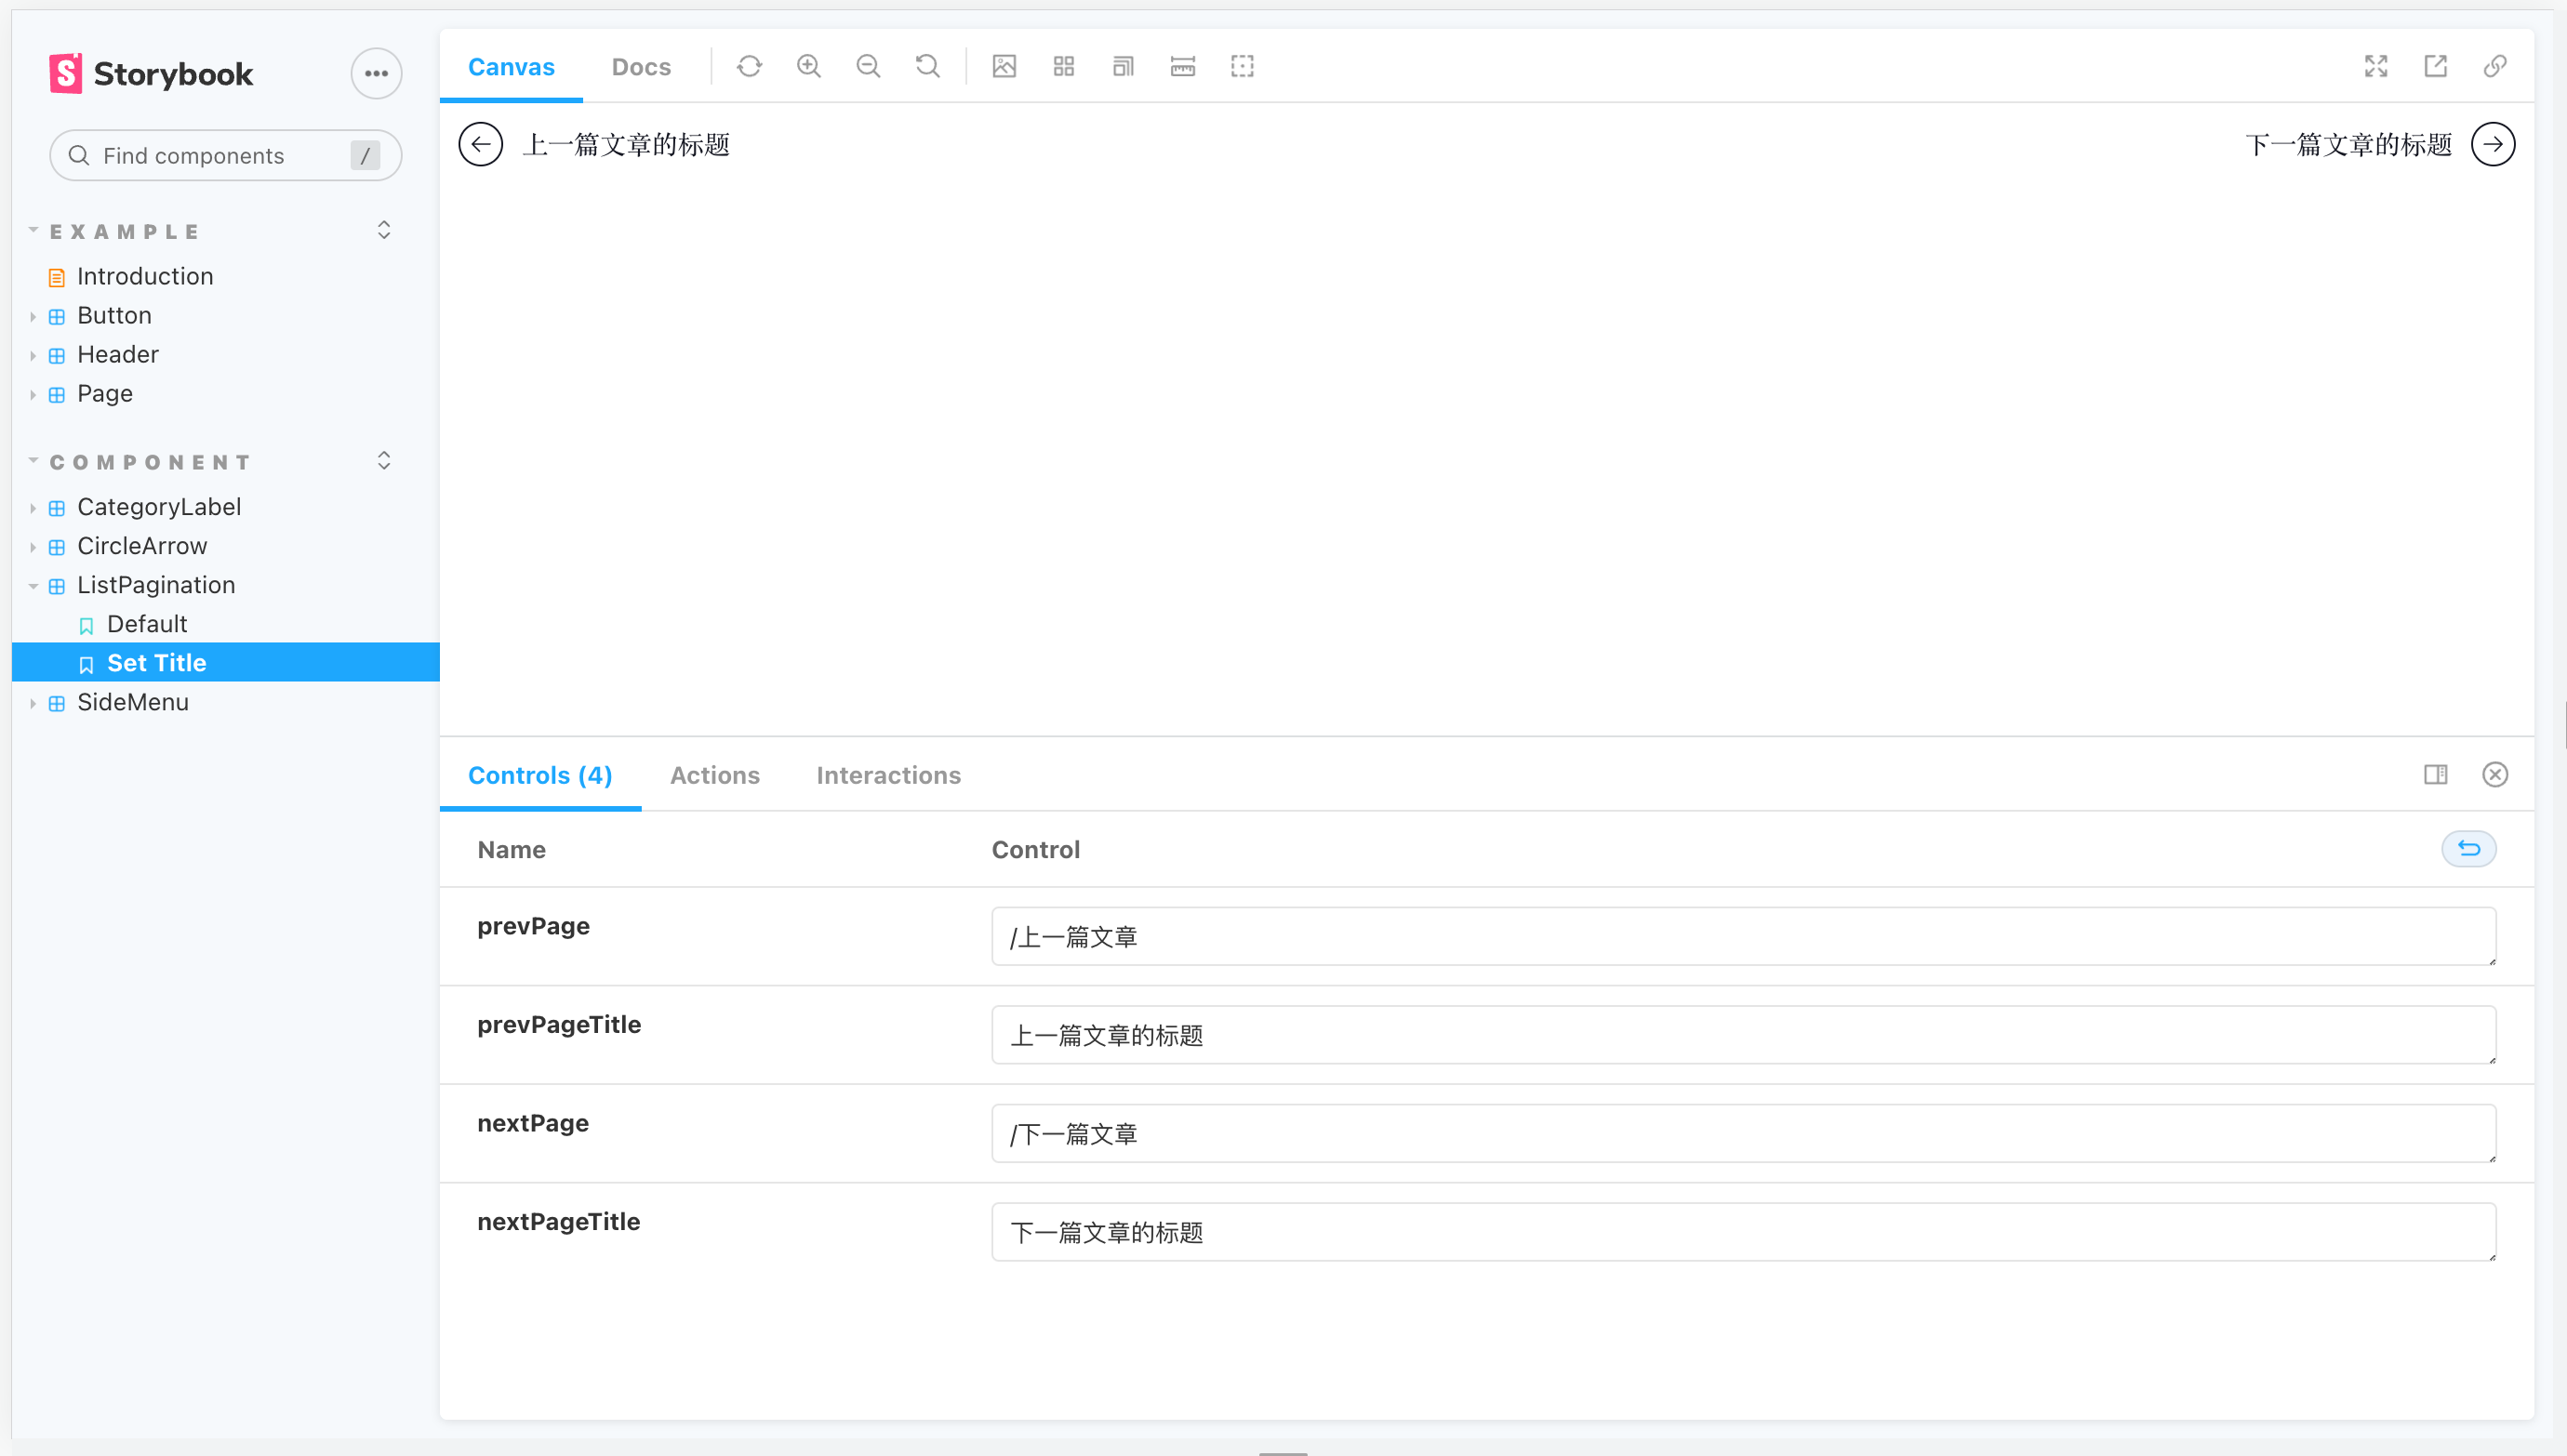 Storybook
Find components /
EXAMPLE
Introduction
Button
Header
Page
COMPONENT
CategoryLabel
CircleArrow
ListPagination
Default
Set Title
SideMenu
Canvas Docs
上一篇文章的标题 下一篇文章的标题
Controls (4) Actions Interactions
Name Control
prevPage /上一篇文章
prevPageTitle 上一篇文章的标题
nextPage /下一篇文章
nextPageTitle 下一篇文章的标题